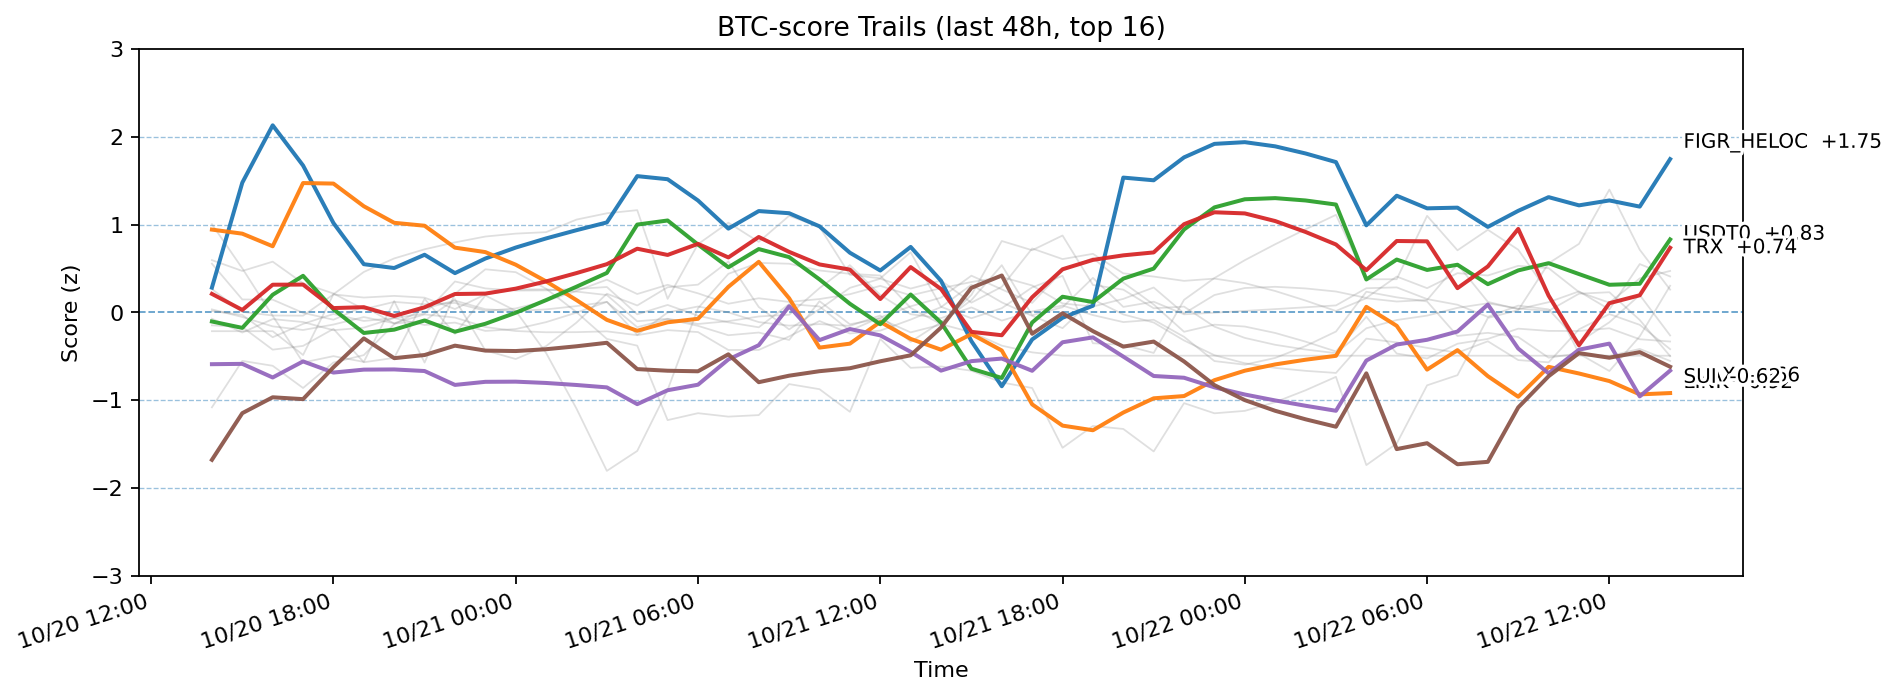 BTC-score Trails (last 48h, top 16)
Score (z)
3
2
1
0
−1
−2
−3
FIGR_HELOC +1.75
USDT0 +0.83
TRX +0.74
10/20 12:00
10/20 18:00
10/21 00:00
10/21 06:00
10/21 12:00
10/21 18:00
10/22 00:00
10/22 06:00
10/22 12:00
Time